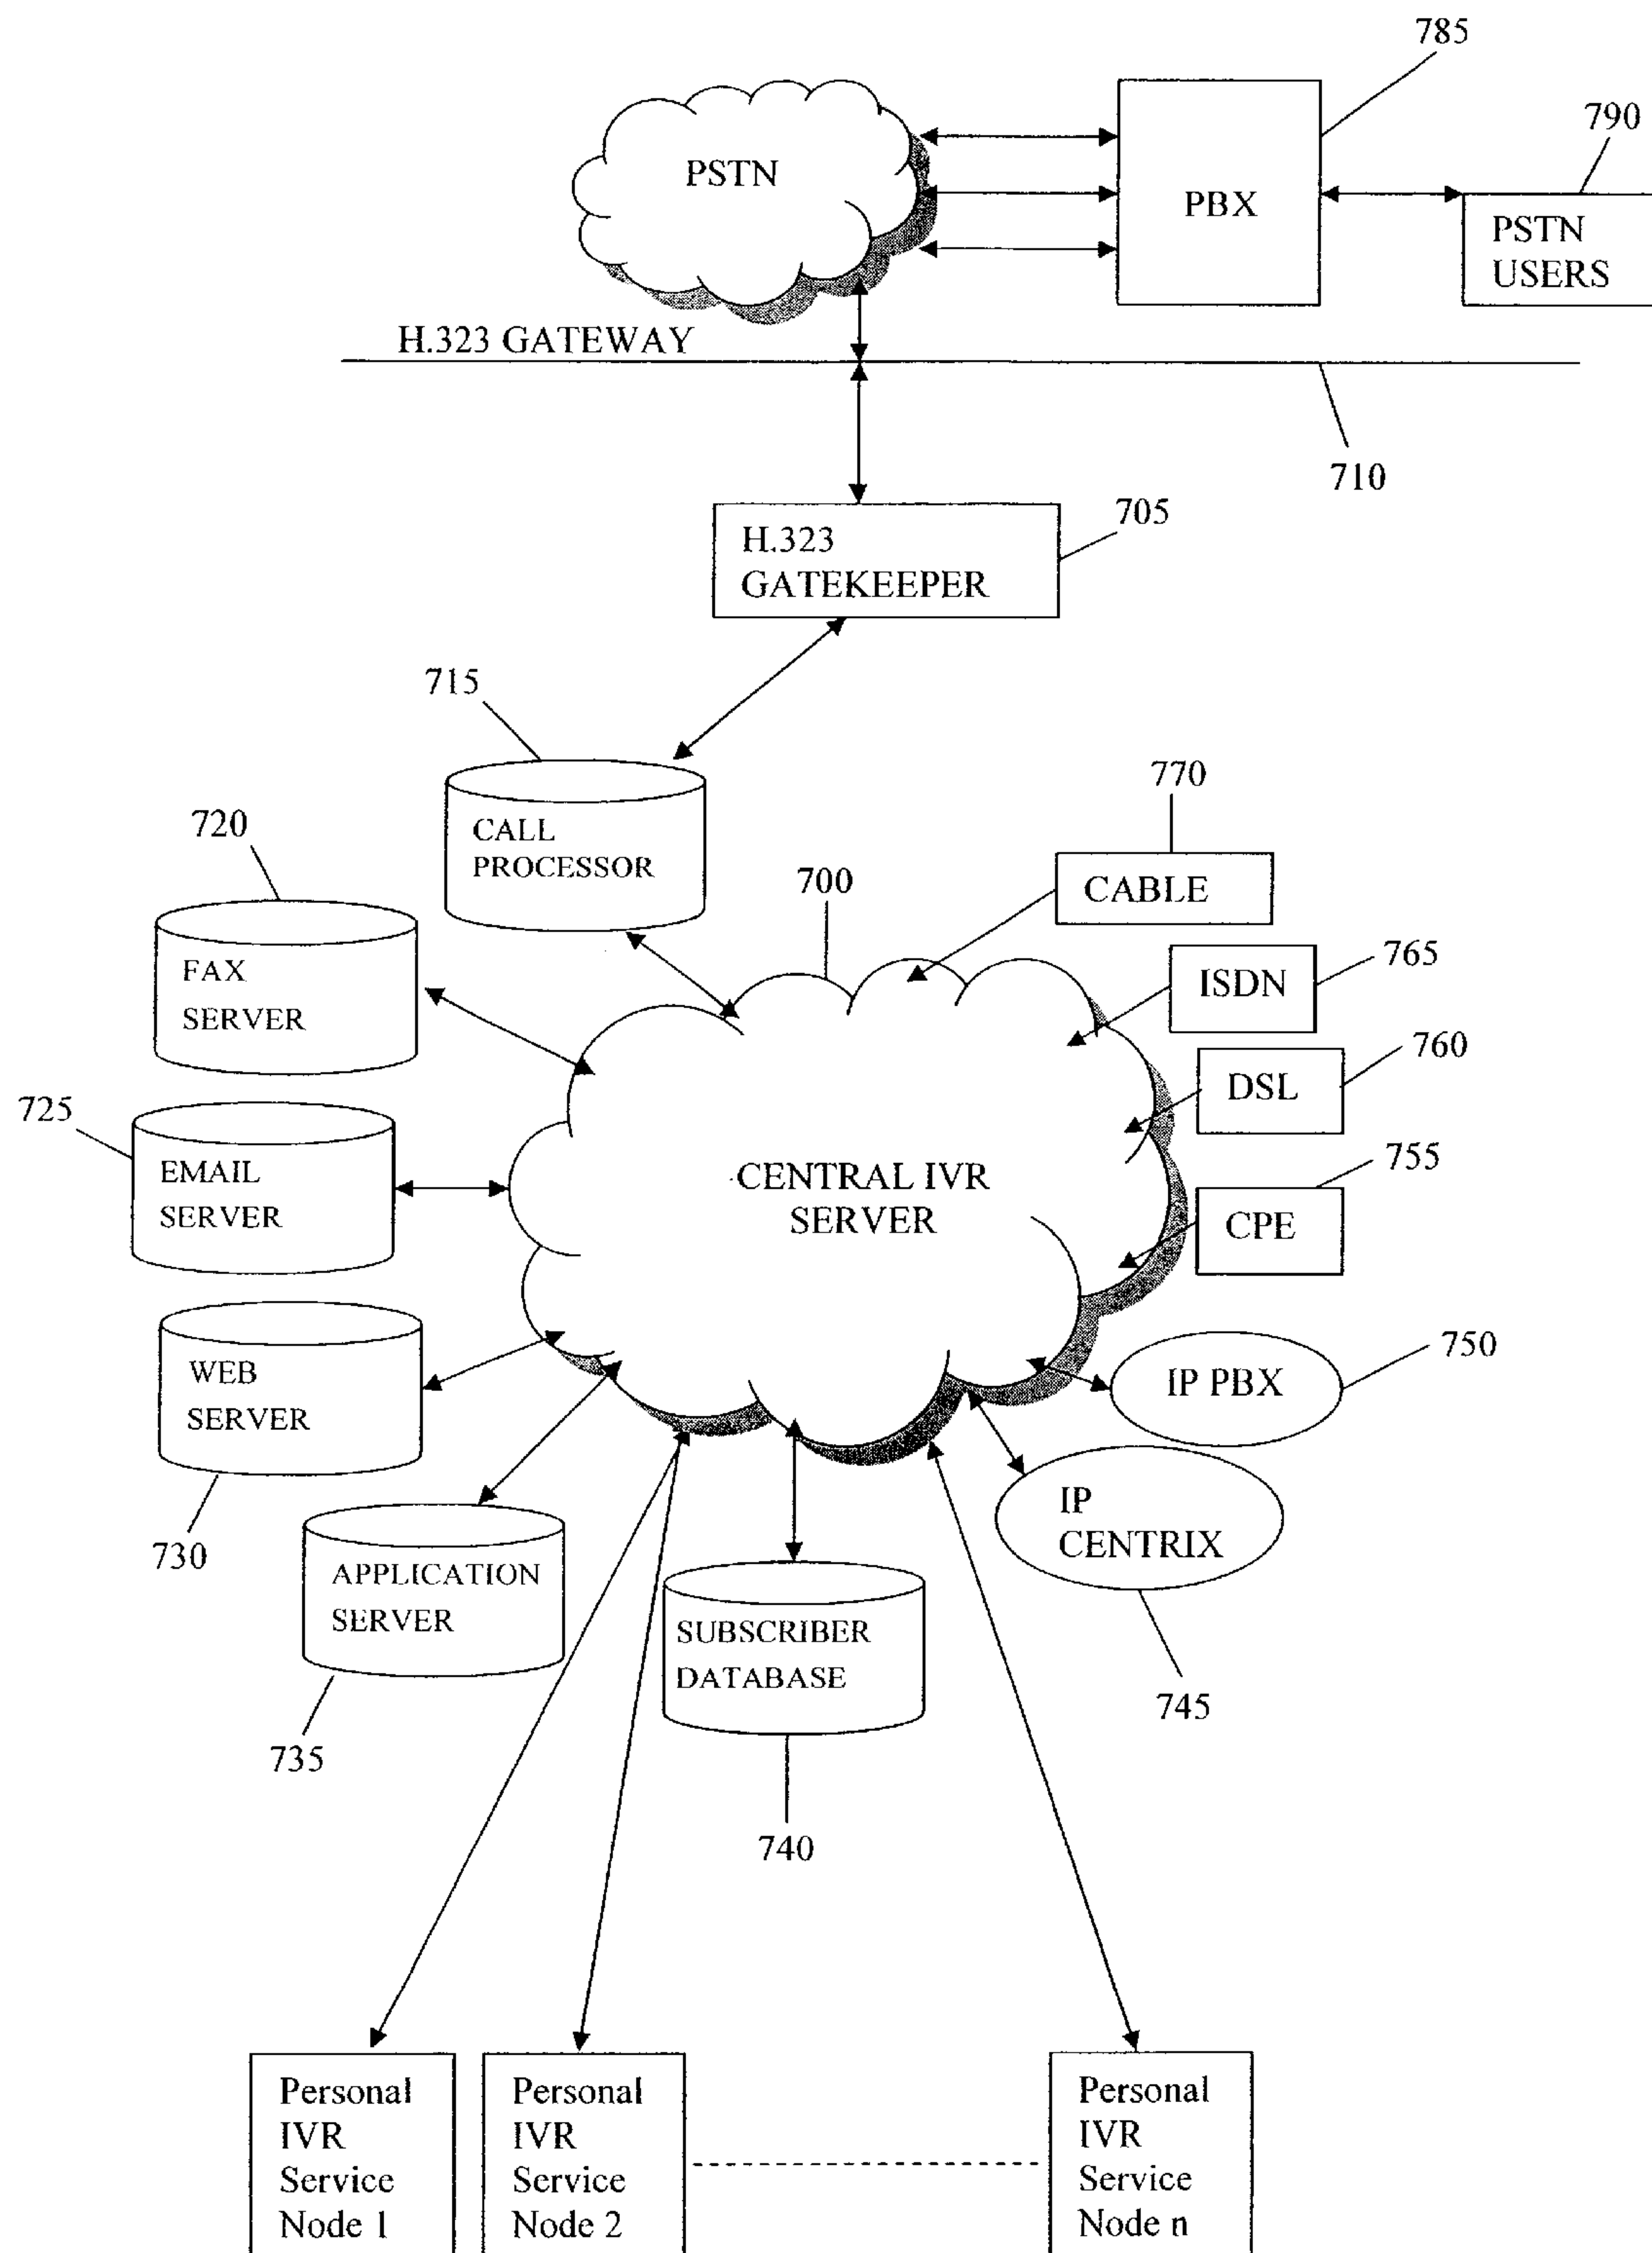 785
790
PSTN
PBX
PSTN
USERS
H.323 GATEWAY
710
705
H.323
GATEKEEPER
715
770
720
CALL
PROCESSOR
700
CABLE
765
FAX
SERVER
ISDN
760
725
DSL
EMAIL
SERVER
CENTRAL IVR
SERVER
755
CPE
750
WEB
SERVER
IP PBX
730
IP
CENTRIX
APPLICATION
SERVER
SUBSCRIBER
DATABASE
745
735
740
Personal
IVR
Service
Node 1
Personal
IVR
Service
Node 2
Personal
IVR
Service
Node n